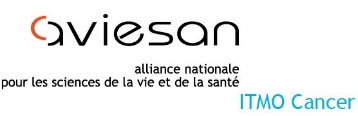 aviesan
alliance nationale
pour les sciences de la vie et de la santé
ITMO Cancer